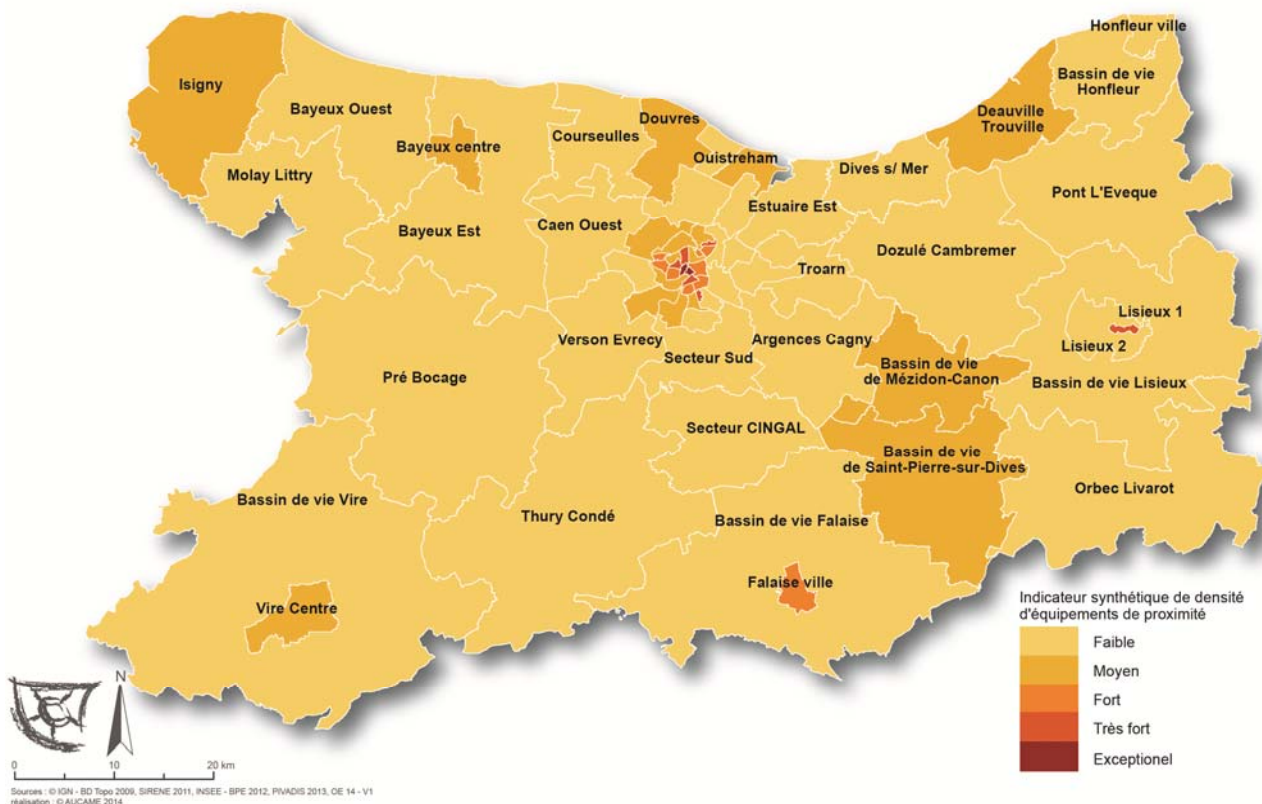 Honfleur ville
Bassin de vie
Honfleur
Isigny
Deauville
Trouville
Bayeux Ouest
Douvres
Courseulles
Bayeux centre
Ouistreham
Dives s/ Mer
Molay Littry
Pont L'Eveque
Estuaire Est
Caen Ouest
Bayeux Est
Dozulé Cambremer
Troarn
Lisieux 1
Verson Evrecy
Argences Cagny
Lisieux 2
Secteur Sud
Bassin de vie
de Mézidon-Canon
Pré Bocage
Bassin de vie Lisieux
Secteur CINGAL
Bassin de vie
de Saint-Pierre-sur-Dives
Orbec Livarot
Bassin de vie Vire
Thury Condé
Bassin de vie Falaise
Falaise ville
Vire Centre
Indicateur synthétique de densité
d'équipements de proximité
Faible
Moyen
Fort
Très fort
Exceptionel
N
0 10 20 km
Sources : © IGN - BD Topo 2009, SIRENE 2011, INSEE - BPE 2012, PIVADIS 2013, OE 14 - V1
réalisation : © AUCAME 2014